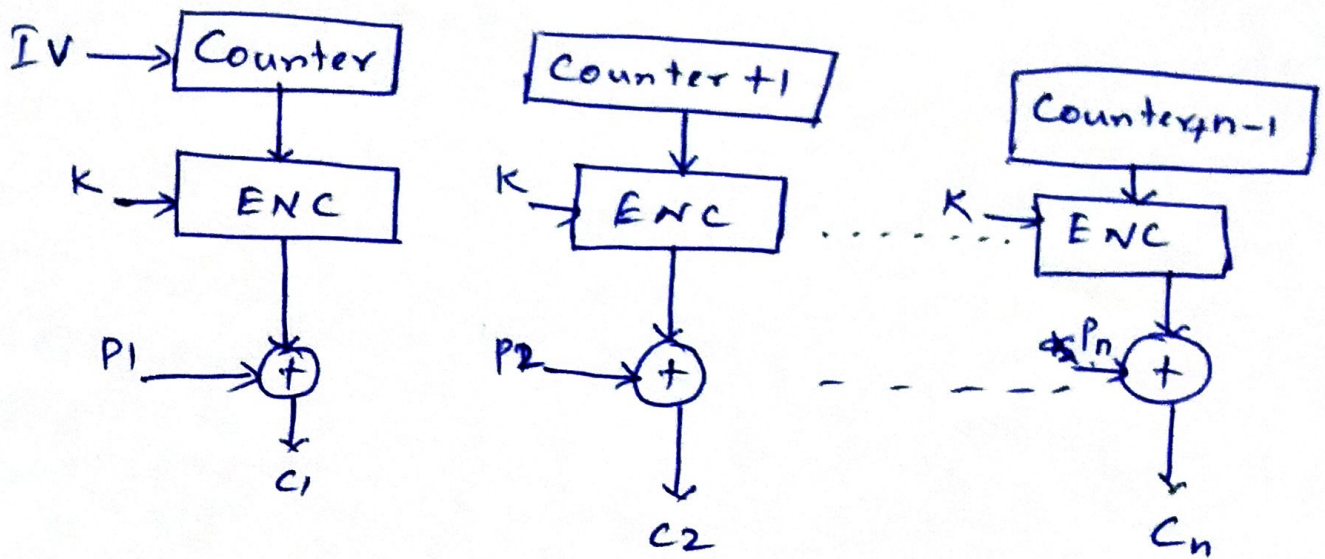 IV Counter Counter +1 Counter+n-1
K ENC K ENC K ENC
P1 + P2 + Pn +
C1 C2 Cn